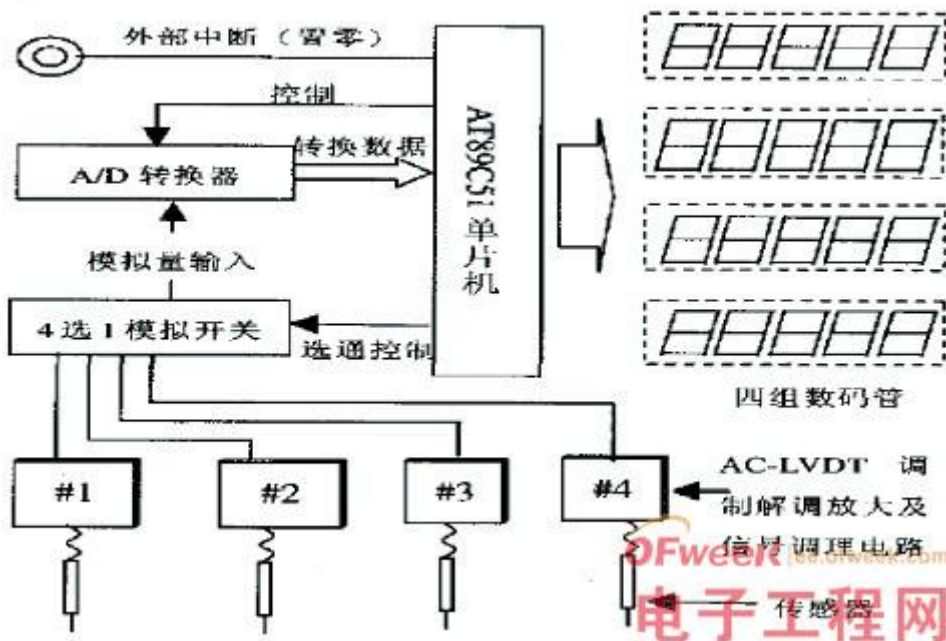 外部中断（置零）
控制
转换数据
A/D 转换器
AT89C51单片机
模拟量输入
4选1模拟开关
选通控制
四组数码管
#1
#2
#3
#4
AC-LVDT 调
制解调放大及
信号调理电路
OFweek
ee.ofweek.com
传感器
电子工程网